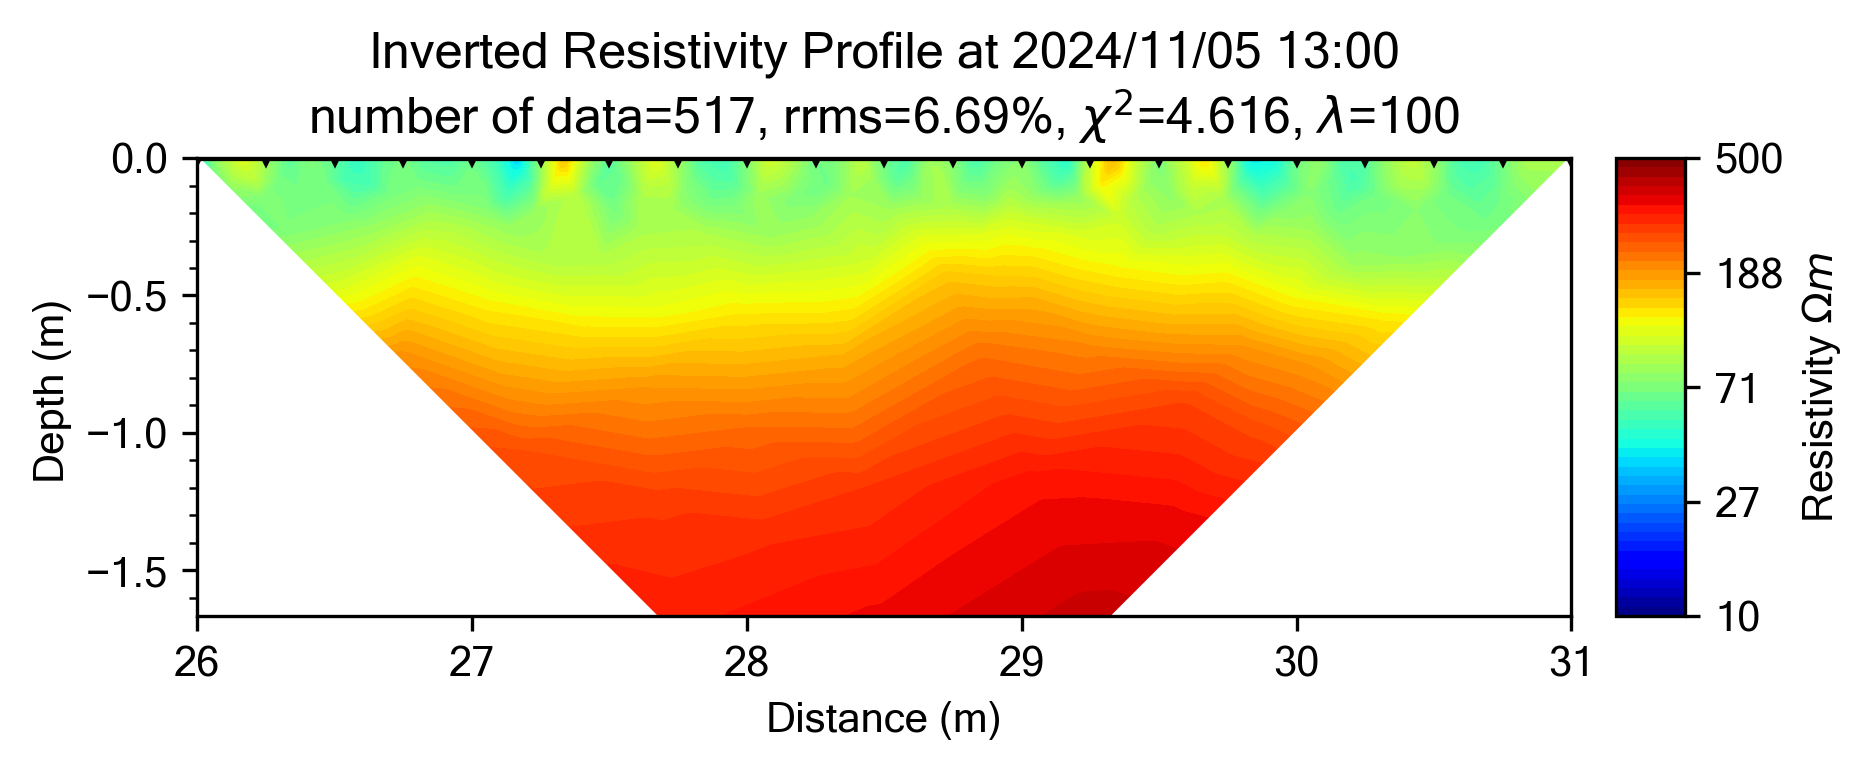 Inverted Resistivity Profile at 2024/11/05 13:00
number of data=517, rrms=6.69%, χ²=4.616, λ=100
0.0
−0.5
−1.0
−1.5
Depth (m)
26 27 28 29 30 31
Distance (m)
500
188
71
27
10
Resistivity Ωm